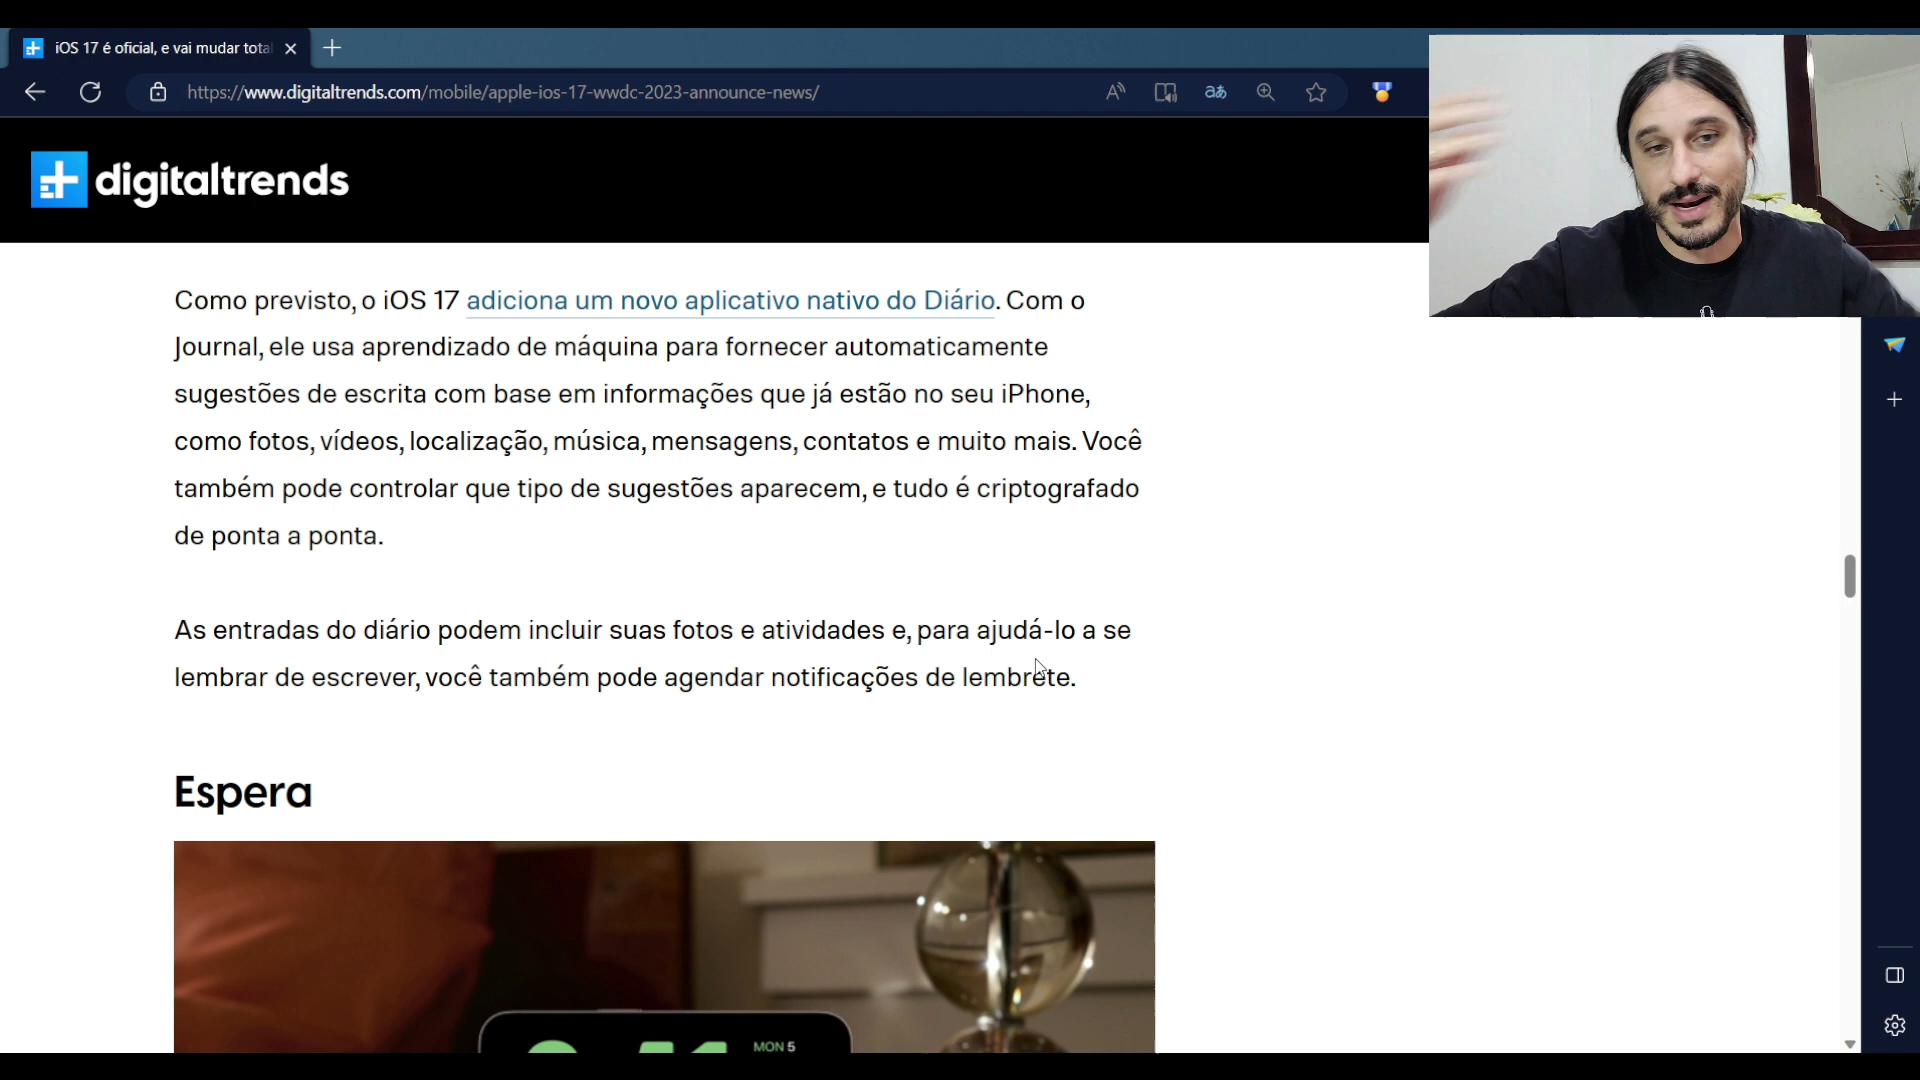 iOS 17 é oficial, e vai mudar tota
https://www.digitaltrends.com/mobile/apple-ios-17-wwdc-2023-announce-news/
digitaltrends
Como previsto, o iOS 17 adiciona um novo aplicativo nativo do Diário. Com o
Journal, ele usa aprendizado de máquina para fornecer automaticamente
sugestões de escrita com base em informações que já estão no seu iPhone,
como fotos, vídeos, localização, música, mensagens, contatos e muito mais. Você
também pode controlar que tipo de sugestões aparecem, e tudo é criptografado
de ponta a ponta.
As entradas do diário podem incluir suas fotos e atividades e, para ajudá-lo a se
lembrar de escrever, você também pode agendar notificações de lembrete.
Espera
MON 5